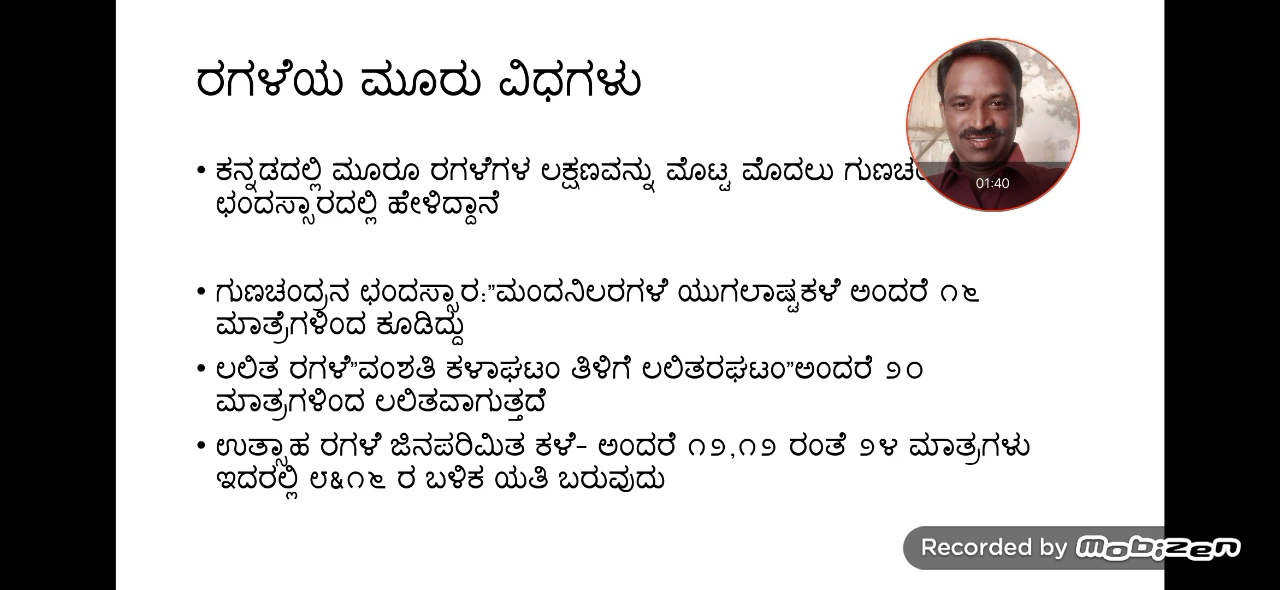 ರಗಳೆಯ ಮೂರು ವಿಧಗಳು
• ಕನ್ನಡದಲ್ಲಿ ಮೂರೂ ರಗಳೆಗಳ ಲಕ್ಷಣವನ್ನು ಮೊಟ್ಟ ಮೊದಲು
ಛಂದಸ್ಸಾರದಲ್ಲಿ ಹೇಳಿದ್ದಾನೆ
01:40
• ಗುಣಚಂದ್ರನ ಛಂದಸ್ಸಾರ:”ಮಂದನಿಲರಗಳೆ ಯುಗಲಾಷ್ಟಕಳೆ ಅಂದರೆ ೧೬
ಮಾತ್ರೆಗಳಿಂದ ಕೂಡಿದ್ದು
• ಲಲಿತ ರಗಳೆ”ವಂಶತಿ ಕಳಾಘಟಂ ತಿಳಿಗೆ ಲಲಿತರಘಟಂ”ಅಂದರೆ ೨೦
ಮಾತ್ರಗಳಿಂದ ಲಲಿತವಾಗುತ್ತದೆ
• ಉತ್ಸಾಹ ರಗಳೆ ಜಿನಪರಿಮಿತ ಕಳೆ- ಅಂದರೆ ೧೨,೧೨ ರಂತೆ ೨೪ ಮಾತ್ರಗಳು
ಇದರಲ್ಲಿ ೮&೧೬ ರ ಬಳಿಕ ಯತಿ ಬರುವುದು
Recorded by Mobizen